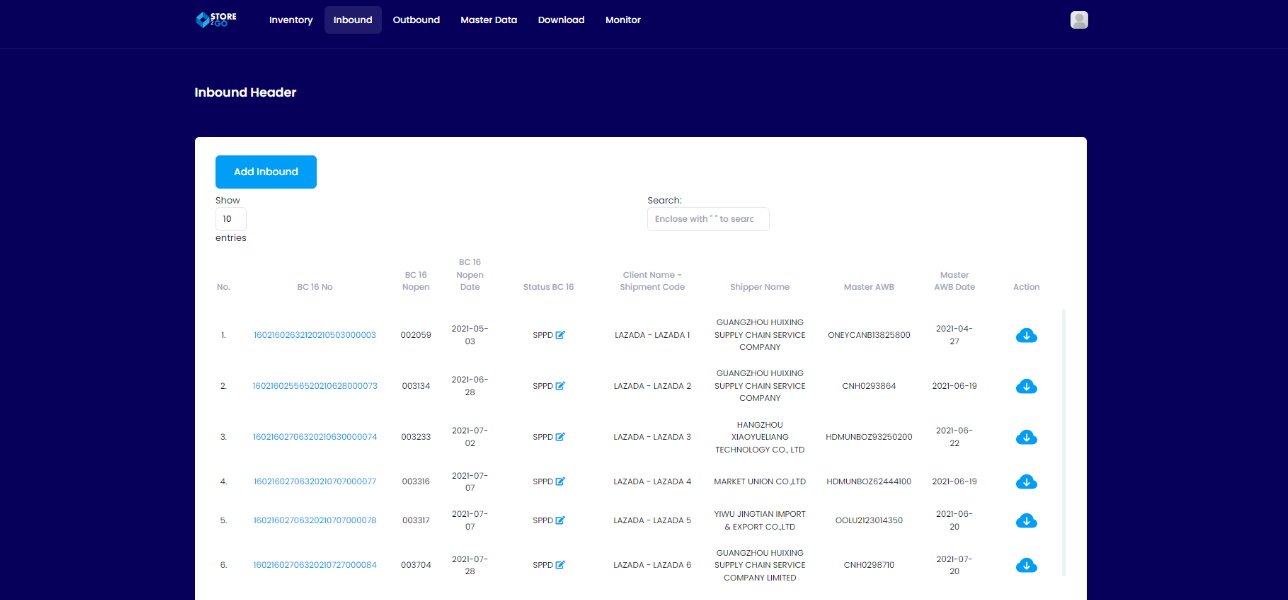 STORE
2GO
Inventory Inbound Outbound Master Data Download Monitor
Inbound Header
Add Inbound
Show
10
entries
Search:
Enclose with " " to searc
No. BC 16 No BC 16 Nopen BC 16 Nopen Date Status BC 16 Client Name - Shipment Code Shipper Name Master AWB Master AWB Date Action
1. 16021602632120210503000003 002059 2021-05-03 SPPD LAZADA - LAZADA 1 GUANGZHOU HUIXING SUPPLY CHAIN SERVICE COMPANY ONEYCANB13825800 2021-04-27
2. 16021602556520210628000073 003134 2021-06-28 SPPD LAZADA - LAZADA 2 GUANGZHOU HUIXING SUPPLY CHAIN SERVICE COMPANY CNH0293864 2021-06-19
3. 16021602706320210630000074 003233 2021-07-02 SPPD LAZADA - LAZADA 3 HANGZHOU XIAOYUELIANG TECHNOLOGY CO., LTD HDMUNBOZ93250200 2021-06-22
4. 16021602706320210707000077 003316 2021-07-07 SPPD LAZADA - LAZADA 4 MARKET UNION CO.,LTD HDMUNBOZ62444100 2021-06-19
5. 16021602706320210707000078 003317 2021-07-07 SPPD LAZADA - LAZADA 5 YIWU JINGTIAN IMPORT & EXPORT CO.,LTD OOLU2123014350 2021-06-20
6. 16021602706320210727000084 003704 2021-07-28 SPPD LAZADA - LAZADA 6 GUANGZHOU HUIXING SUPPLY CHAIN SERVICE COMPANY LIMITED CNH0298710 2021-07-20